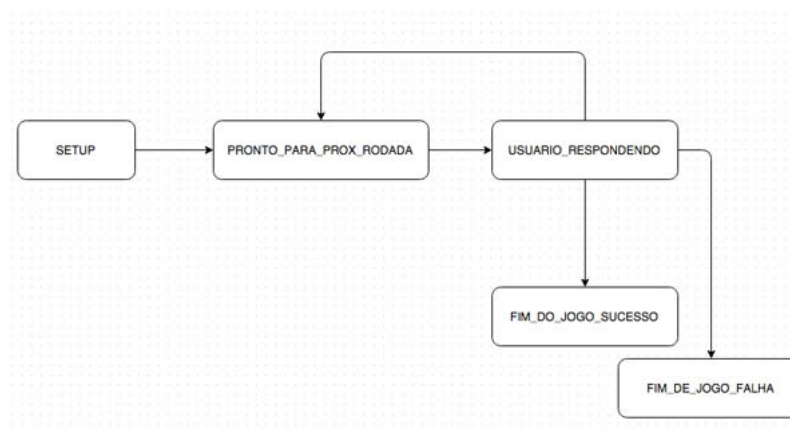 SETUP
PRONTO_PARA_PROX_RODADA
USUARIO_RESPONDENDO
FIM_DO_JOGO_SUCESSO
FIM_DE_JOGO_FALHA